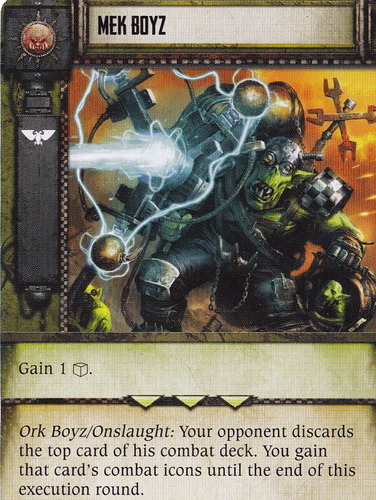 MEK BOYZ
Gain 1 .
Ork Boyz/Onslaught: Your opponent discards
the top card of his combat deck. You gain
that card's combat icons until the end of this
execution round.